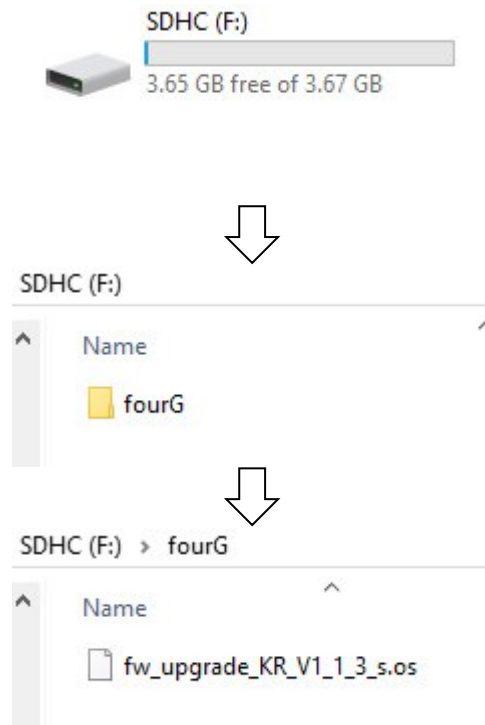 SDHC (F:)
3.65 GB free of 3.67 GB
SDHC (F:)
Name
fourG
SDHC (F:) > fourG
Name
fw_upgrade_KR_V1_1_3_s.os